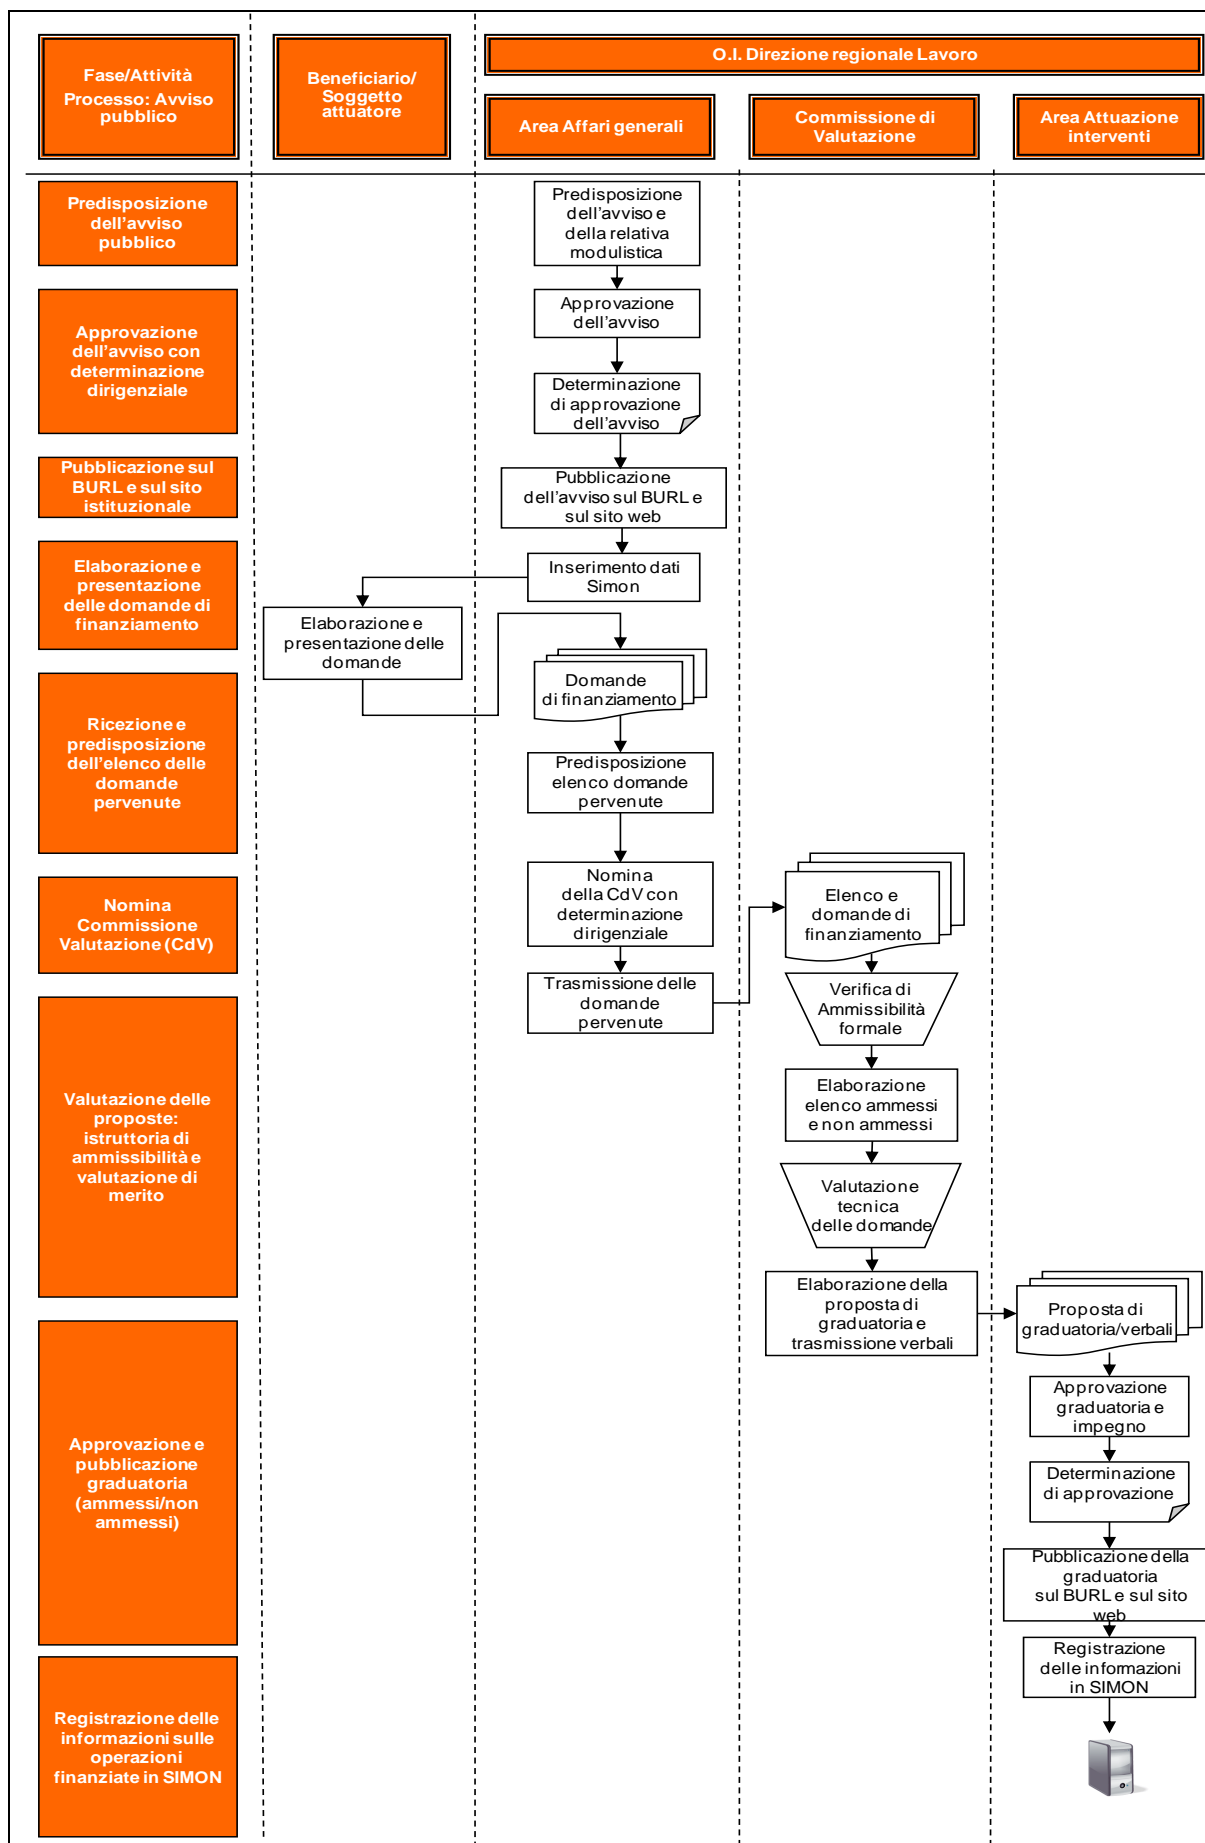 Fase/Attività
Processo: Avviso
pubblico
Beneficiario/
Soggetto
attuatore
O.I. Direzione regionale Lavoro
Area Affari generali
Commissione di
Valutazione
Area Attuazione
interventi
Predisposizione
dell'avviso
pubblico
Predisposizione
dell'avviso e
della relativa
modulistica
Approvazione
dell'avviso con
determinazione
dirigenziale
Approvazione
dell'avviso
Determinazione
di approvazione
dell'avviso
Pubblicazione sul
BURL e sul sito
istituzionale
Pubblicazione
dell'avviso sul BURL e
sul sito web
Elaborazione e
presentazione
delle domande di
finanziamento
Inserimento dati
Simon
Elaborazione e
presentazione delle
domande
Domande
di finanziamento
Ricezione e
predisposizione
dell'elenco delle
domande
pervenute
Predisposizione
elenco domande
pervenute
Nomina
Commissione
Valutazione (CdV)
Nomina
della CdV con
determinazione
dirigenziale
Elenco e
domande di
finanziamento
Trasmissione delle
domande
pervenute
Verifica di
Ammissibilità
formale
Valutazione delle
proposte:
istruttoria di
ammissibilità e
valutazione di
merito
Elaborazione
elenco ammessi
e non ammessi
Valutazione
tecnica
delle domande
Elaborazione della
proposta di
graduatoria e
trasmissione verbali
Proposta di
graduatoria/verbali
Approvazione e
pubblicazione
graduatoria
(ammessi/non
ammessi)
Approvazione
graduatoria e
impegno
Determinazione
di approvazione
Pubblicazione della
graduatoria
sul BURL e sul sito
web
Registrazione delle
informazioni sulle
operazioni
finanziate in SIMON
Registrazione
delle informazioni
in SIMON